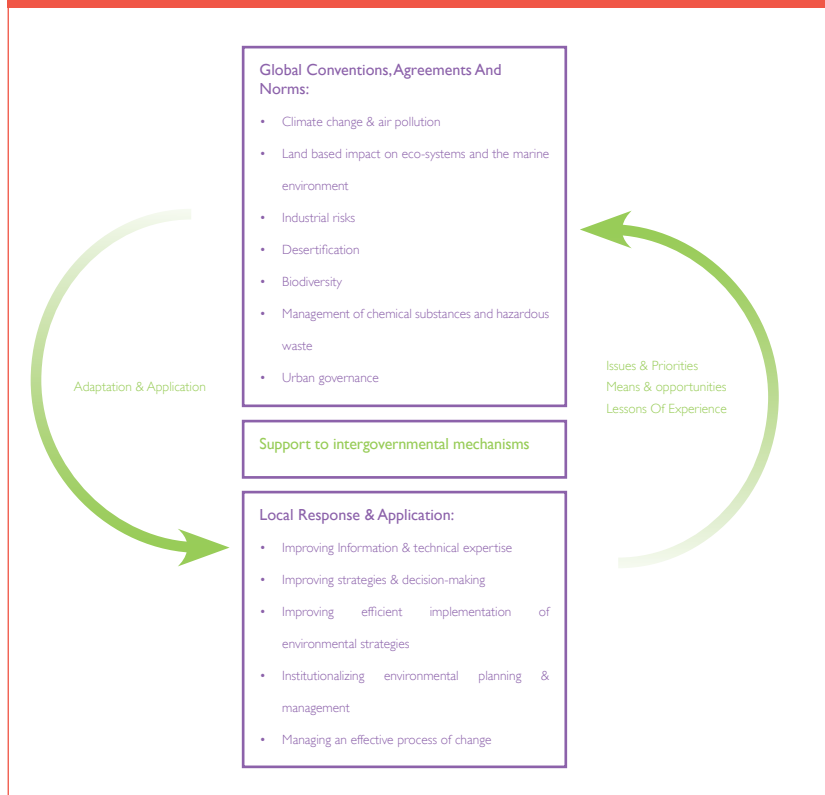 Global Conventions, Agreements And
Norms:
• Climate change & air pollution
• Land based impact on eco-systems and the marine
environment
• Industrial risks
• Desertification
• Biodiversity
• Management of chemical substances and hazardous
waste
• Urban governance
Adaptation & Application
Issues & Priorities
Means & opportunities
Lessons Of Experience
Support to intergovernmental mechanisms
Local Response & Application:
• Improving Information & technical expertise
• Improving strategies & decision-making
• Improving efficient implementation of
environmental strategies
• Institutionalizing environmental planning &
management
• Managing an effective process of change